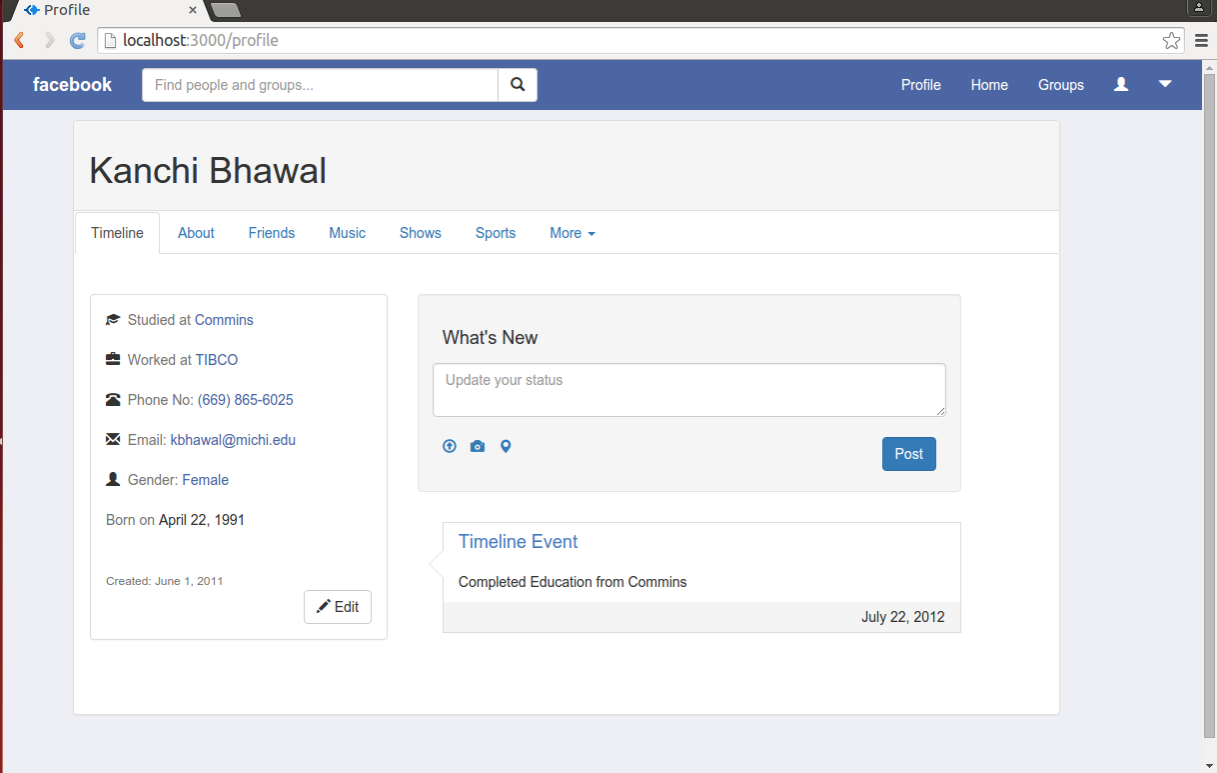 Profile
localhost:3000/profile
facebook
Find people and groups...
Profile Home Groups
Kanchi Bhawal
Timeline About Friends Music Shows Sports More
Studied at Commins
Worked at TIBCO
Phone No: (669) 865-6025
Email: kbhawal@michi.edu
Gender: Female
Born on April 22, 1991
Created: June 1, 2011
Edit
What's New
Update your status
Post
Timeline Event
Completed Education from Commins
July 22, 2012